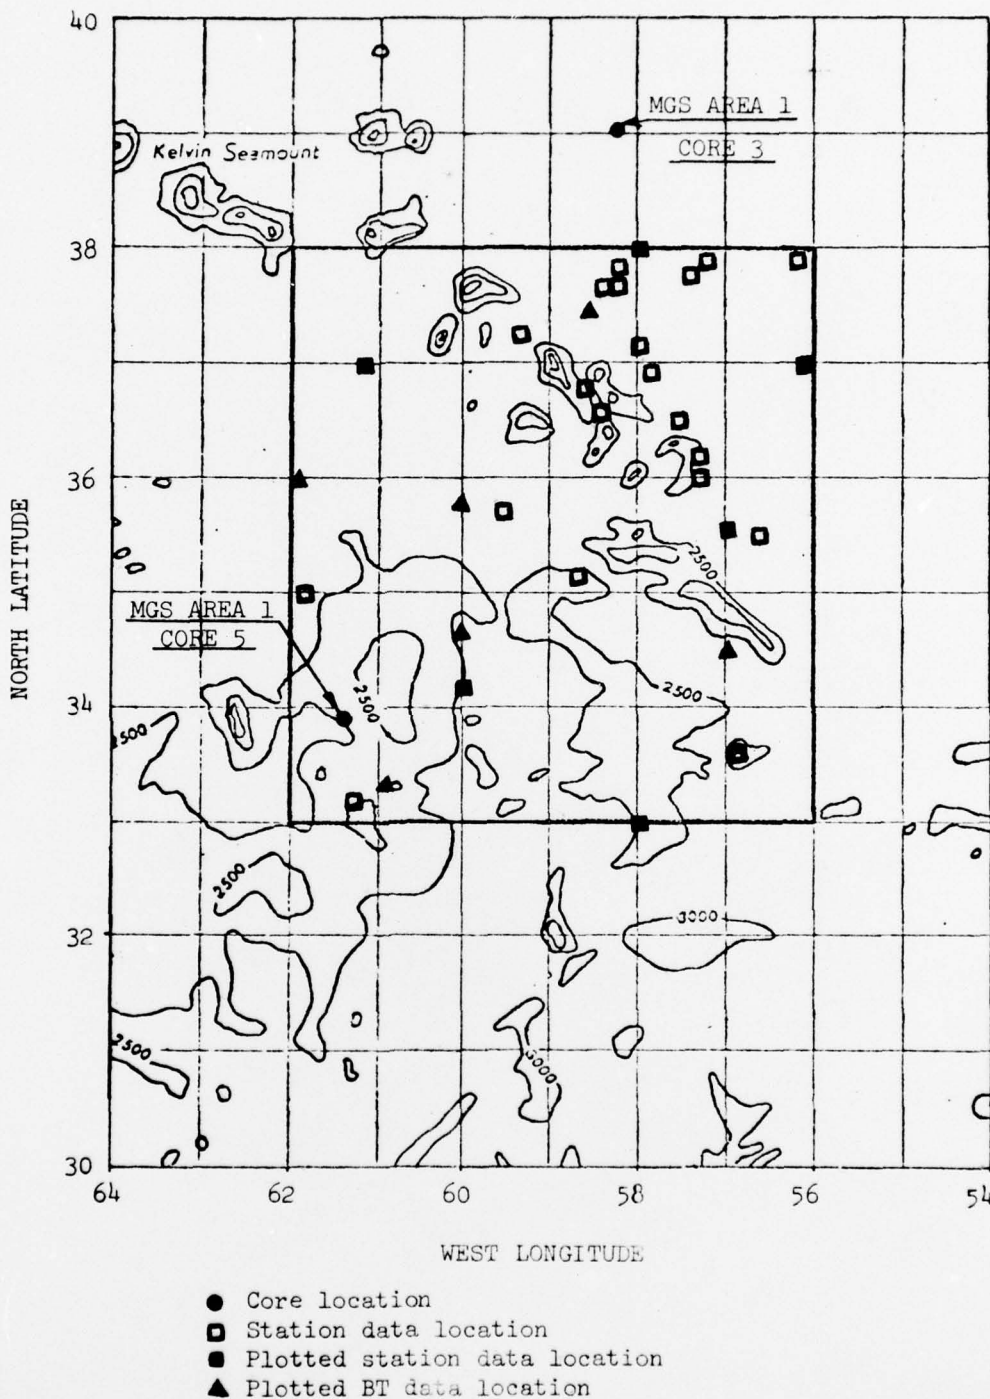 40
MGS AREA 1
CORE 3
Kelvin Seamount
38
36
2500
MGS AREA 1
CORE 5
34
2500
2500
2500
2500
32
3000
2500
3000
30
64
62
60
58
56
54
NORTH LATITUDE
WEST LONGITUDE
Core location
Station data location
Plotted station data location
Plotted BT data location